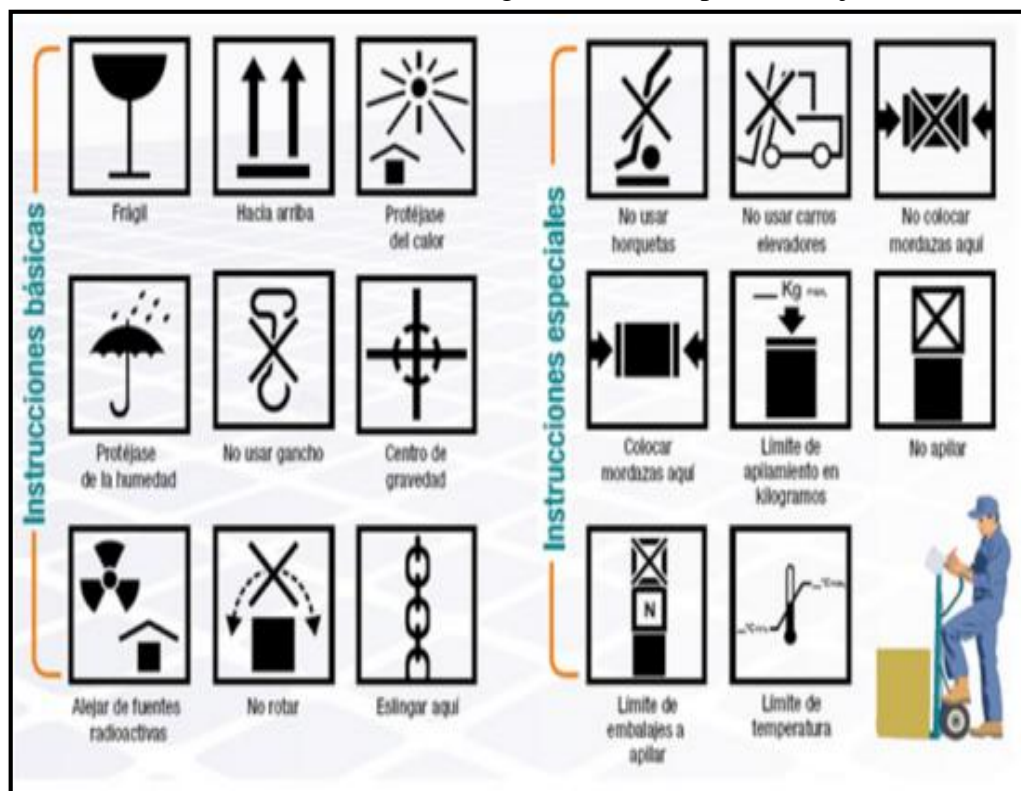 Instrucciones básicas
Frágil
Hacia arriba
Protéjase
del calor
Protéjase
de la humedad
No usar gancho
Centro de
gravedad
Alejar de fuentes
radioactivas
No rotar
Eslingar aquí
Instrucciones especiales
No usar
horquetas
No usar carros
elevadores
No colocar
mordazas aquí
Colocar
mordazas aquí
__ Kg max.
Límite de
apilamiento en
kilogramos
No apilar
N
Límite de
embalajes a
apilar
Límite de
temperatura